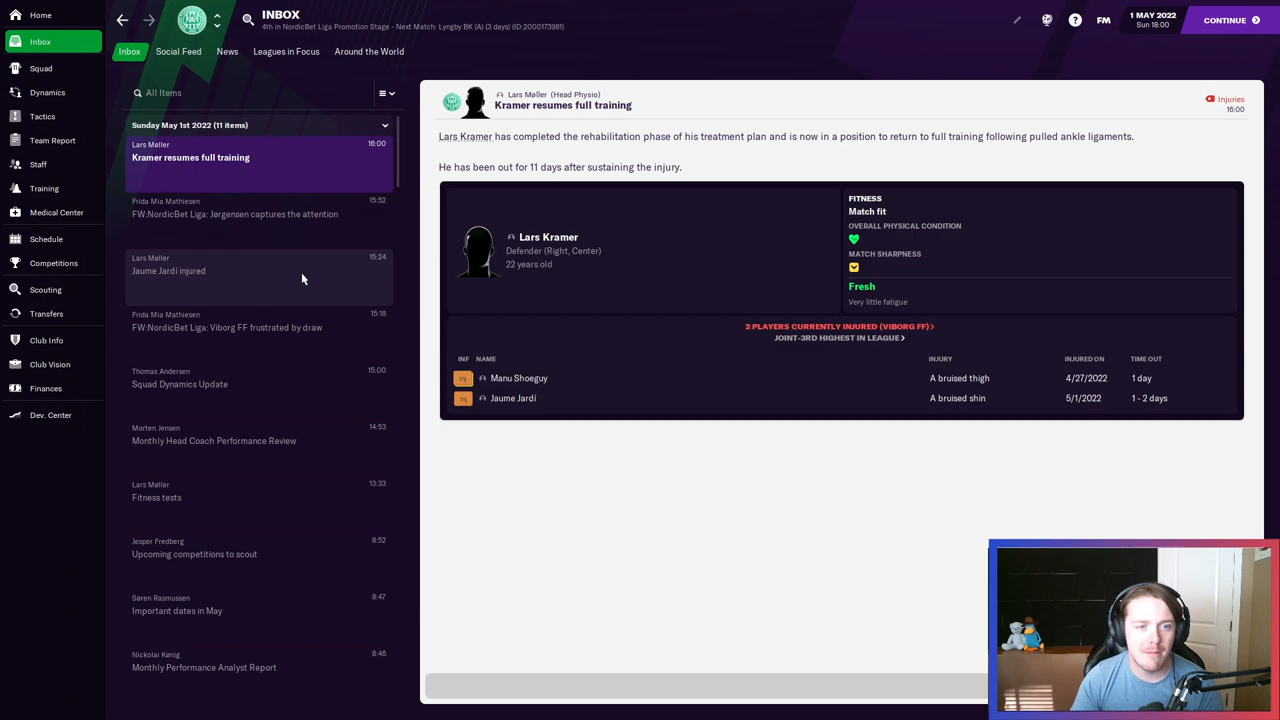 Home
Inbox
Squad
Dynamics
Tactics
Team Report
Staff
Training
Medical Center
Schedule
Competitions
Scouting
Transfers
Club Info
Club Vision
Finances
Dev. Center
INBOX
4th in NordicBet Liga Promotion Stage - Next Match: Lyngby BK (A) (3 days) (ID:2000173981)
FM
1 MAY 2022
Sun 18:00
CONTINUE
Inbox
Social Feed
News
Leagues in Focus
Around the World
All Items
Sunday May 1st 2022 (11 items)
Lars Møller 16:00
Kramer resumes full training
Frida Mia Mathiesen 15:52
FW:NordicBet Liga: Jørgensen captures the attention
Lars Møller 15:24
Jaume Jardí injured
Frida Mia Mathiesen 15:18
FW:NordicBet Liga: Viborg FF frustrated by draw
Thomas Andersen 15:00
Squad Dynamics Update
Morten Jensen 14:53
Monthly Head Coach Performance Review
Lars Møller 13:33
Fitness tests
Jesper Fredberg 8:52
Upcoming competitions to scout
Søren Rasmussen 8:47
Important dates in May
Nickolai Kønig 8:46
Monthly Performance Analyst Report
Lars Møller (Head Physio)
Kramer resumes full training
Injuries
16:00
Lars Kramer has completed the rehabilitation phase of his treatment plan and is now in a position to return to full training following pulled ankle ligaments.
He has been out for 11 days after sustaining the injury.
Lars Kramer
Defender (Right, Center)
22 years old
FITNESS
Match fit
OVERALL PHYSICAL CONDITION
MATCH SHARPNESS
Fresh
Very little fatigue
2 PLAYERS CURRENTLY INJURED (VIBORG FF)
JOINT-3RD HIGHEST IN LEAGUE
INF NAME INJURY INJURED ON TIME OUT
Inj Manu Shoeguy A bruised thigh 4/27/2022 1 day
Inj Jaume Jardí A bruised shin 5/1/2022 1 - 2 days